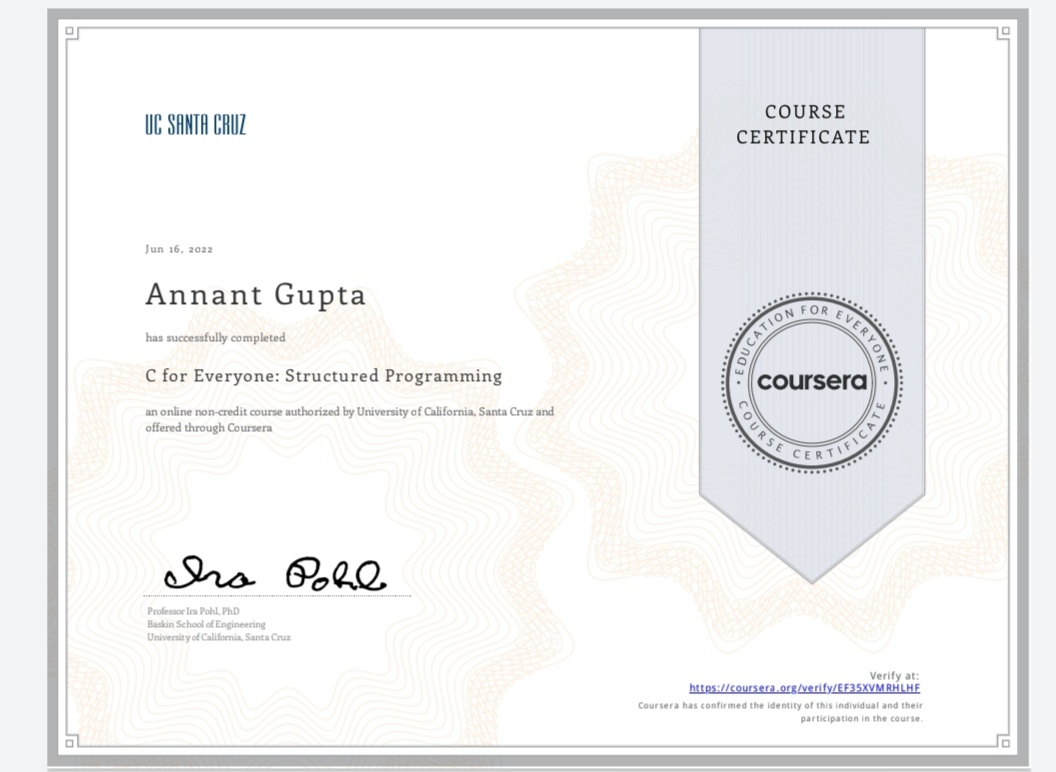 UC SANTA CRUZ
COURSE
CERTIFICATE
Jun 16, 2022
Annant Gupta
has successfully completed
C for Everyone: Structured Programming
an online non-credit course authorized by University of California, Santa Cruz and
offered through Coursera
EDUCATION FOR EVERYONE
coursera
COURSE CERTIFICATE
Ira Pohl
Professor Ira Pohl, PhD
Baskin School of Engineering
University of California, Santa Cruz
Verify at:
https://coursera.org/verify/EF35XVMRHLHF
Coursera has confirmed the identity of this individual and their
participation in the course.